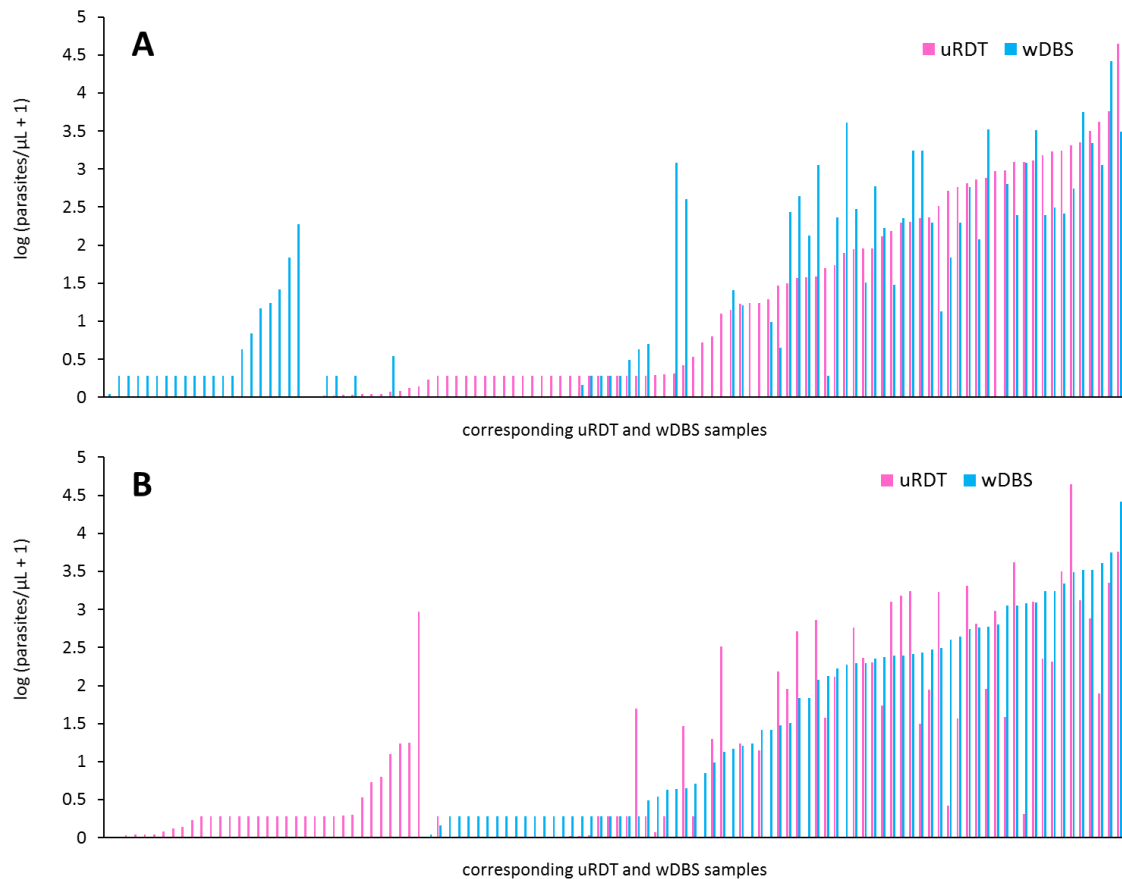 A
uRDT wDBS
log (parasites/µL + 1)
5
4.5
4
3.5
3
2.5
2
1.5
1
0.5
0
corresponding uRDT and wDBS samples
B
uRDT wDBS
log (parasites/µL + 1)
5
4.5
4
3.5
3
2.5
2
1.5
1
0.5
0
corresponding uRDT and wDBS samples